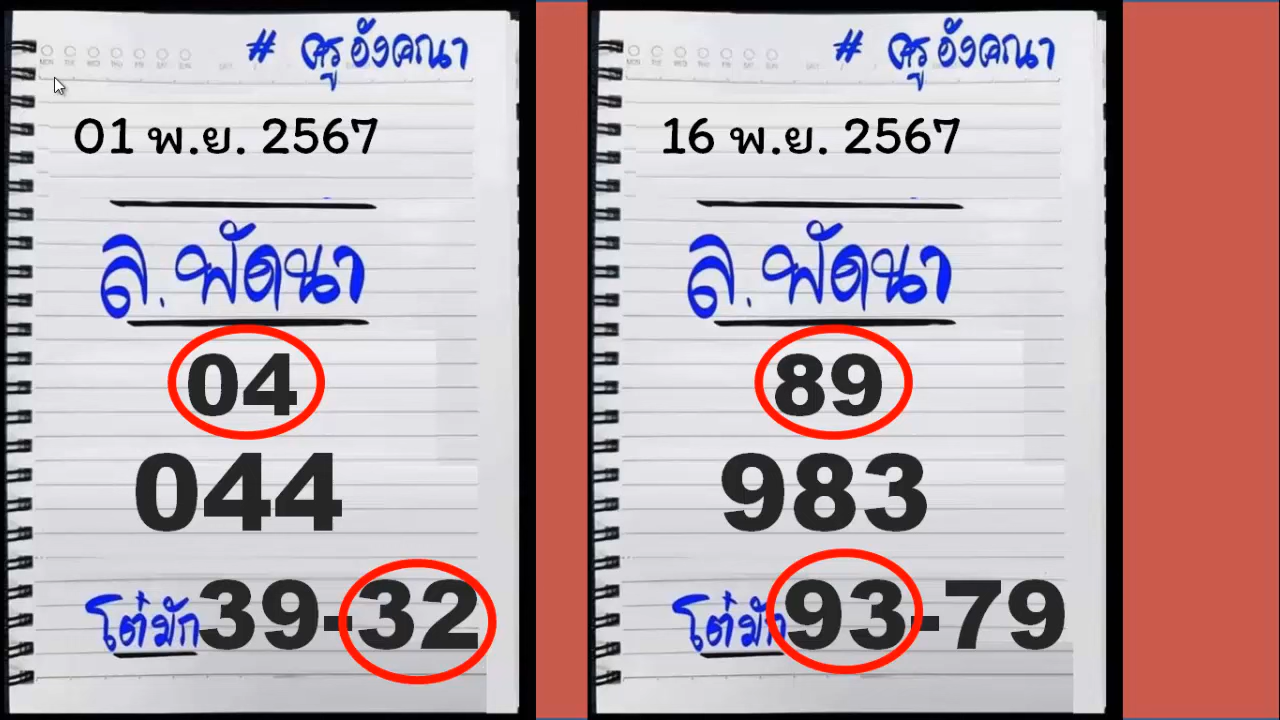 # ครูอังคณา
01 พ.ย. 2567
ล.พัฒนา
04
044
โต่มัก 39-32
# ครูอังคณา
16 พ.ย. 2567
ล.พัฒนา
89
983
โต่มัก 93-79